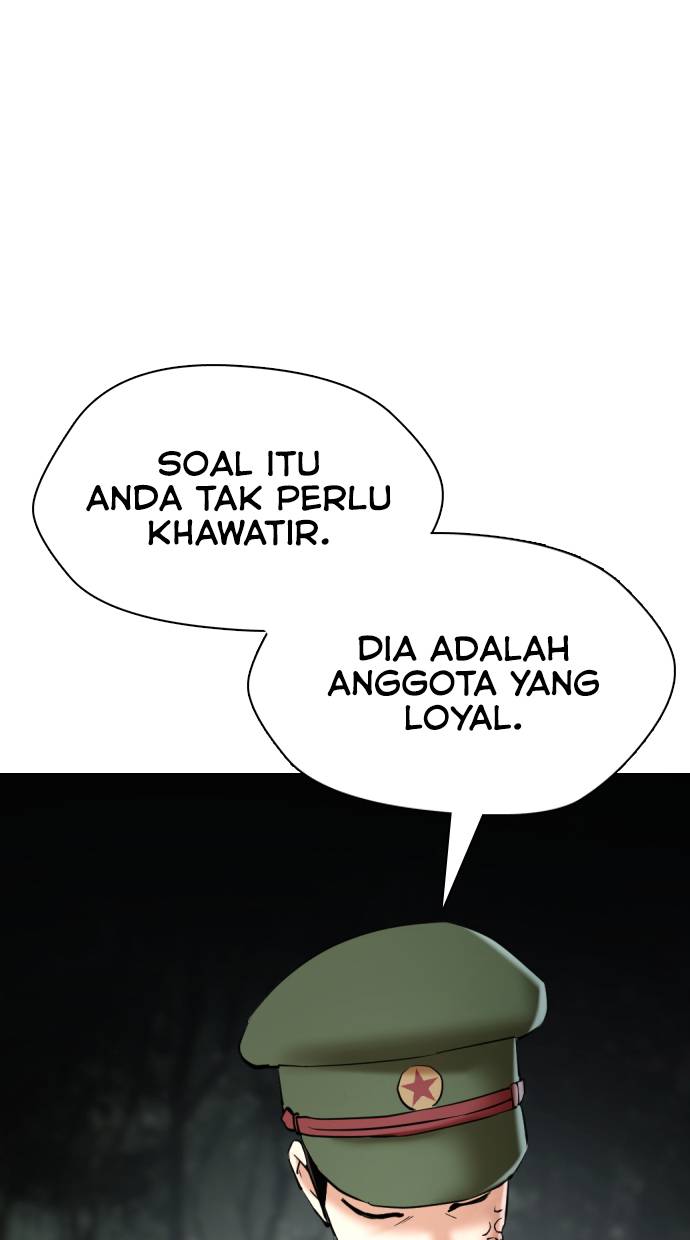 SOAL ITU
ANDA TAK PERLU
KHAWATIR.
DIA ADALAH
ANGGOTA YANG
LOYAL.